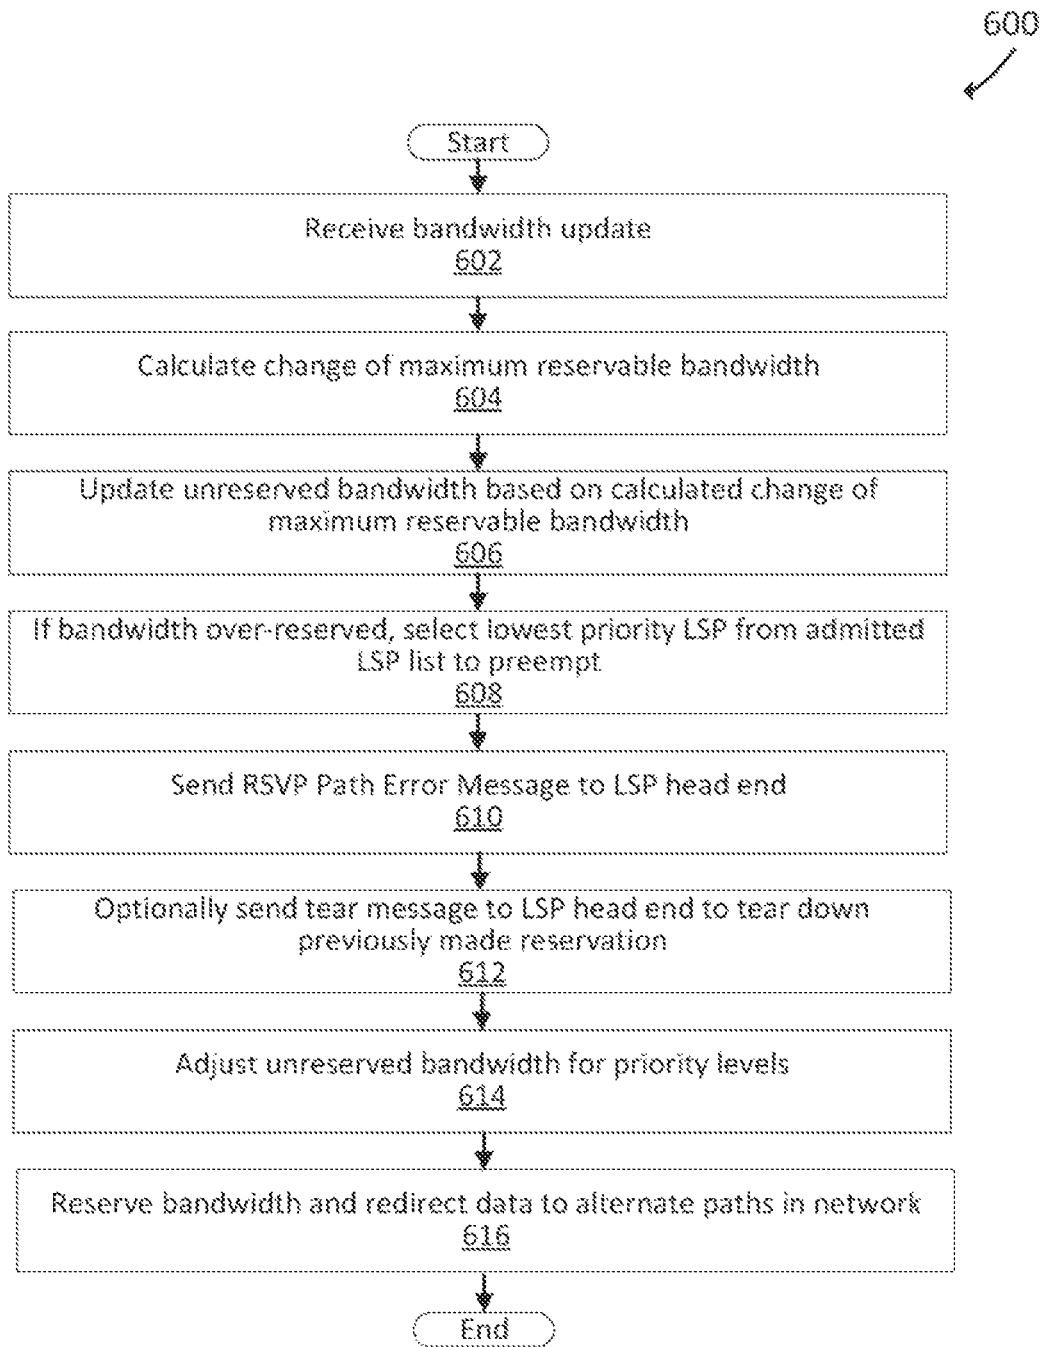 600
Start
Receive bandwidth update
602
Calculate change of maximum reservable bandwidth
604
Update unreserved bandwidth based on calculated change of
maximum reservable bandwidth
606
If bandwidth over-reserved, select lowest priority LSP from admitted
LSP list to preempt
608
Send RSVP Path Error Message to LSP head end
610
Optionally send tear message to LSP head end to tear down
previously made reservation
612
Adjust unreserved bandwidth for priority levels
614
Reserve bandwidth and redirect data to alternate paths in network
616
End